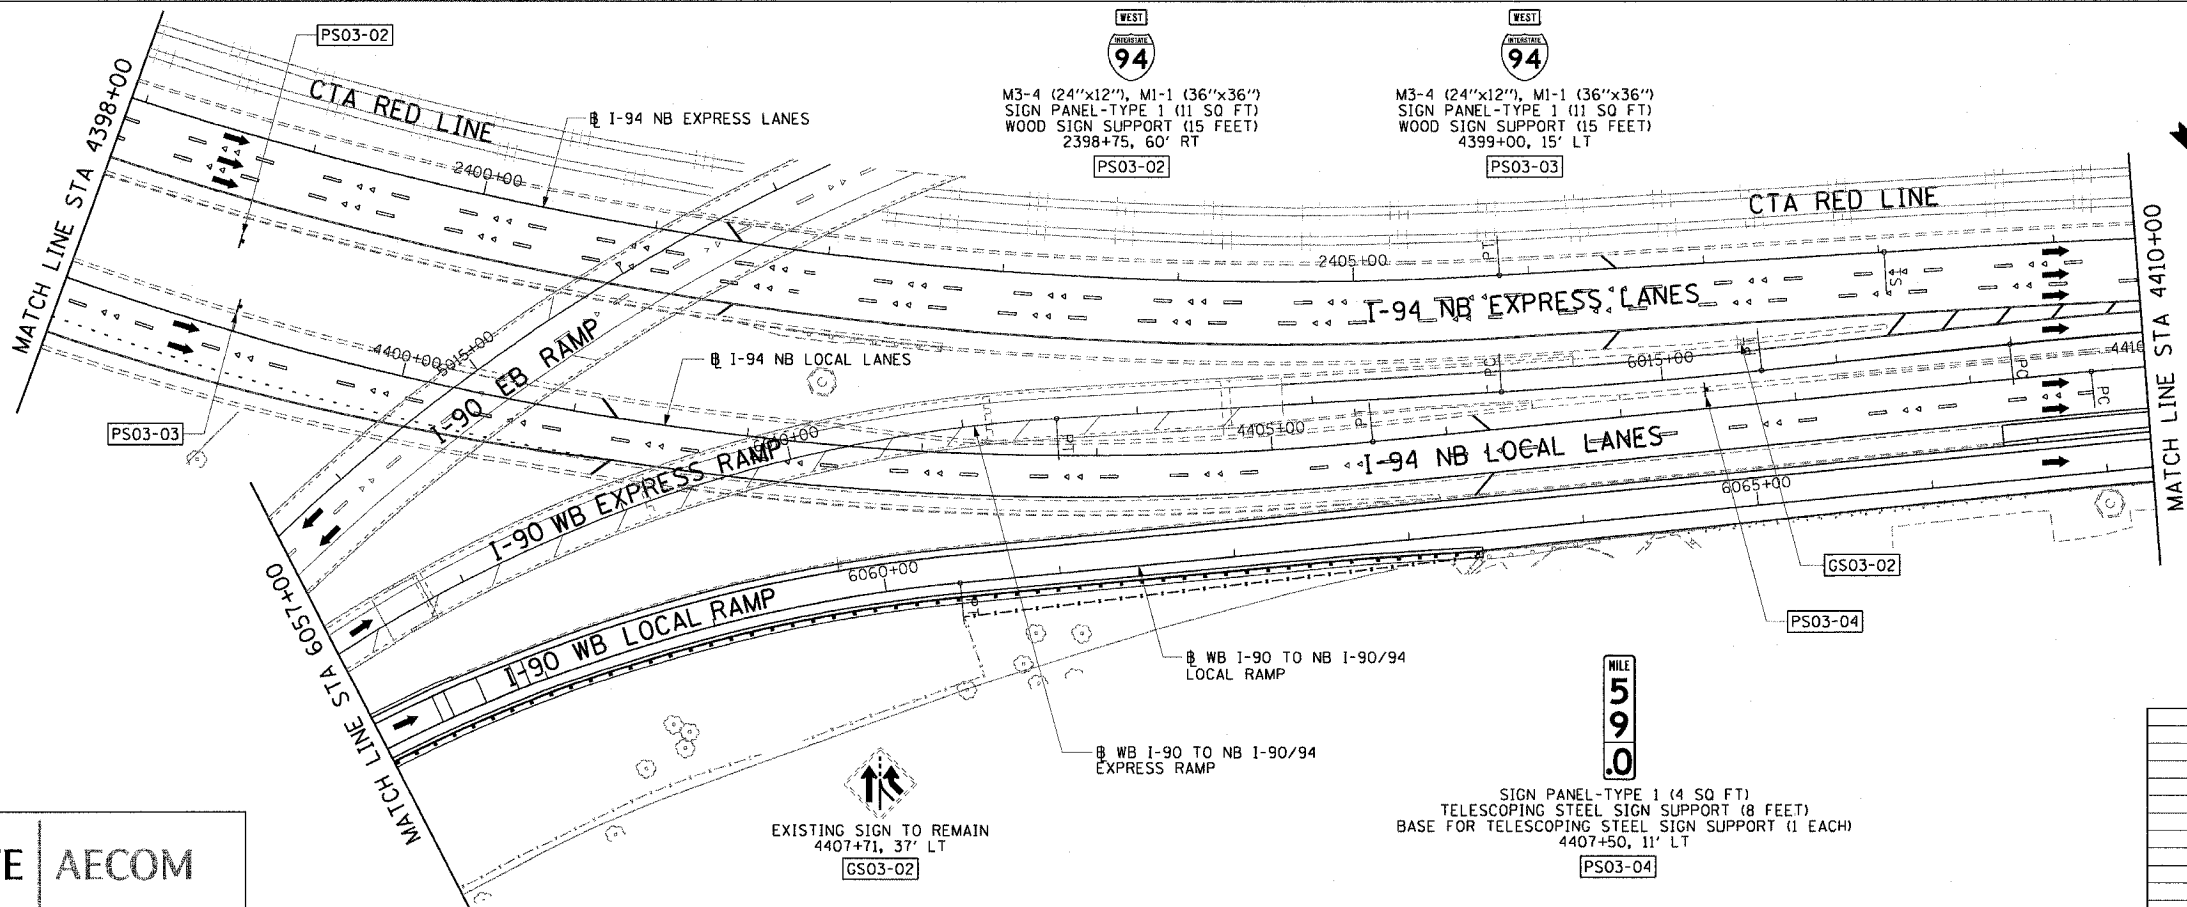 PS03-02
CTA RED LINE
℄ I-94 NB EXPRESS LANES
MATCH LINE STA 4398+00
2400+00
WEST
INTERSTATE
94
M3-4 (24"x12"), M1-1 (36"x36")
SIGN PANEL-TYPE 1 (11 SQ FT)
WOOD SIGN SUPPORT (15 FEET)
2398+75, 60' RT
PS03-02
WEST
INTERSTATE
94
M3-4 (24"x12"), M1-1 (36"x36")
SIGN PANEL-TYPE 1 (11 SQ FT)
WOOD SIGN SUPPORT (15 FEET)
4399+00, 15' LT
PS03-03
CTA RED LINE
MATCH LINE STA 4410+00
2405+00
PT
I-94 NB EXPRESS LANES
4400+00
5015+00
I-90 EB RAMP
℄ I-94 NB LOCAL LANES
6015+00
PC
PC
4410
PS03-03
4405+00
I-94 NB LOCAL LANES
I-90 WB EXPRESS RAMP
6065+00
GS03-02
PS03-04
MATCH LINE STA 6057+00
6060+00
I-90 WB LOCAL RAMP
℄ WB I-90 TO NB I-90/94
LOCAL RAMP
℄ WB I-90 TO NB I-90/94
EXPRESS RAMP
EXISTING SIGN TO REMAIN
4407+71, 37' LT
GS03-02
MILE
5
9
.0
SIGN PANEL-TYPE 1 (4 SQ FT)
TELESCOPING STEEL SIGN SUPPORT (8 FEET)
BASE FOR TELESCOPING STEEL SIGN SUPPORT (1 EACH)
4407+50, 11' LT
PS03-04
AECOM